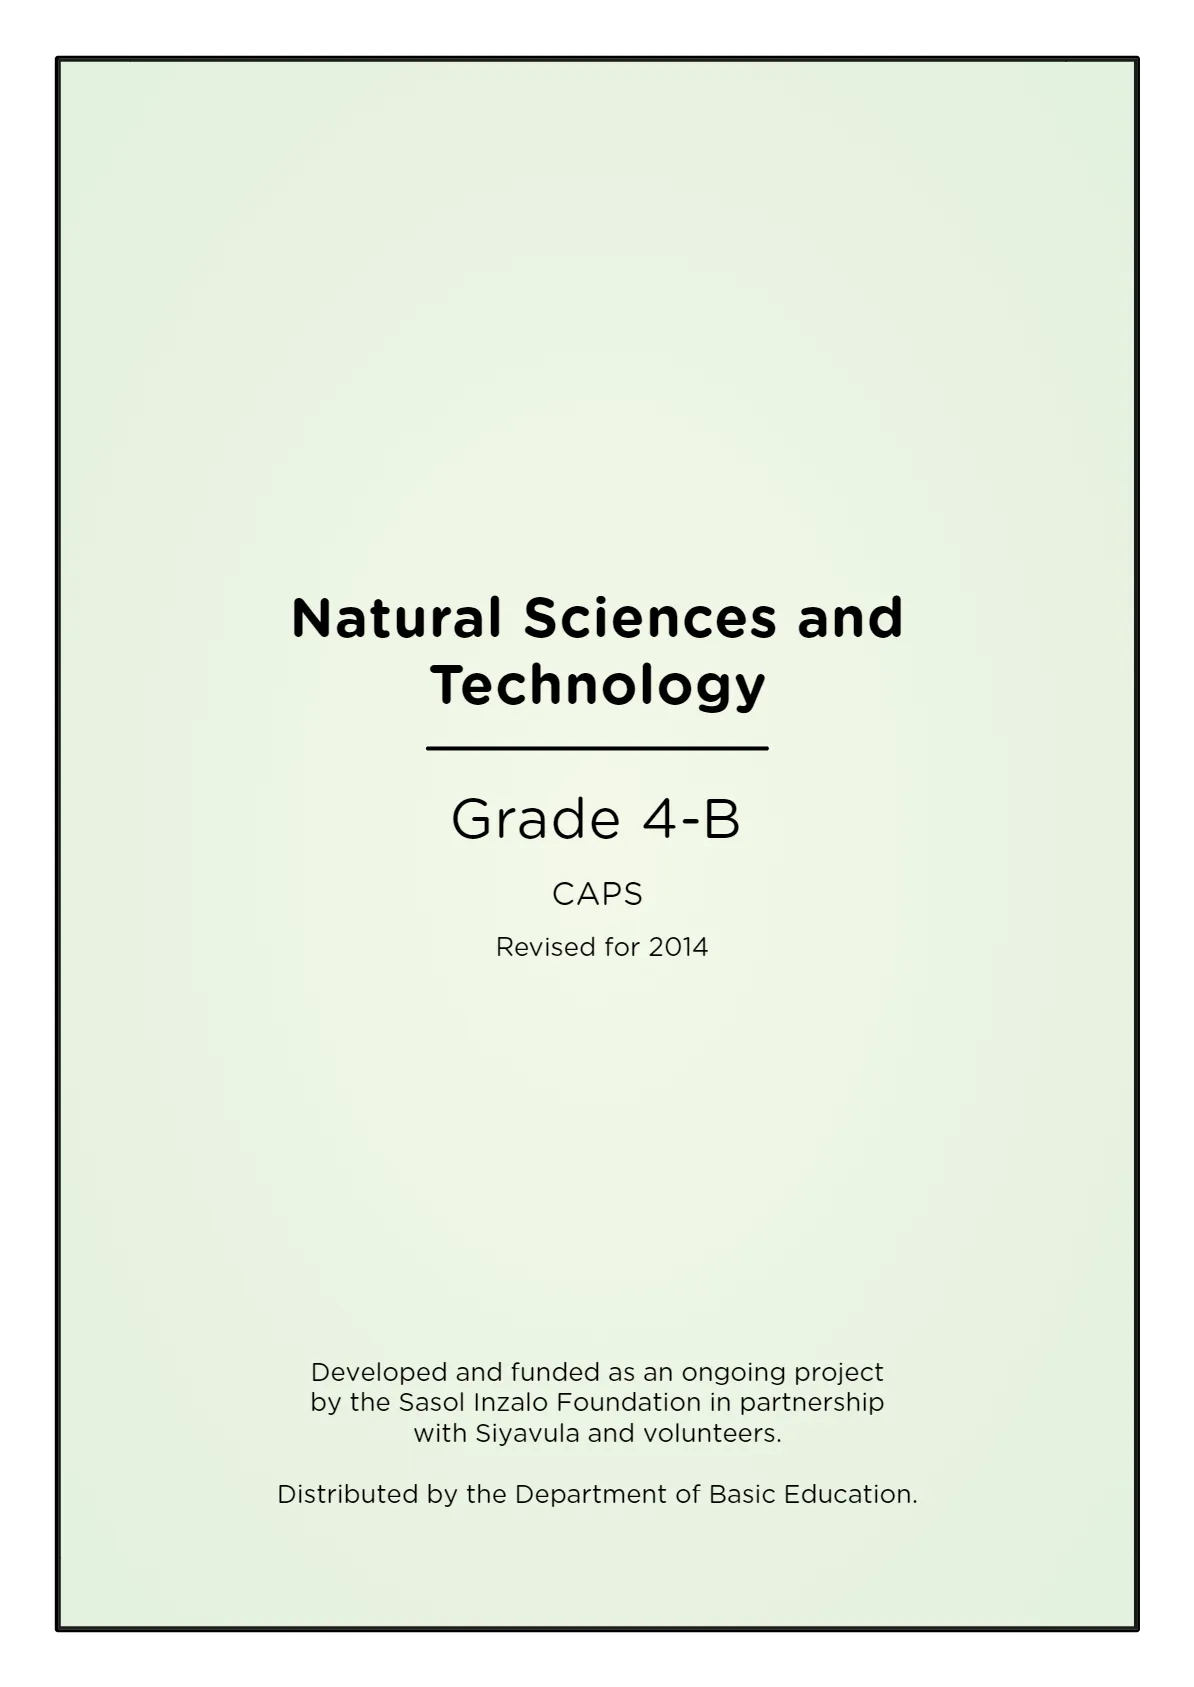 Natural Sciences and
Technology
Grade 4-B
CAPS
Revised for 2014
Developed and funded as an ongoing project
by the Sasol Inzalo Foundation in partnership
with Siyavula and volunteers.
Distributed by the Department of Basic Education.